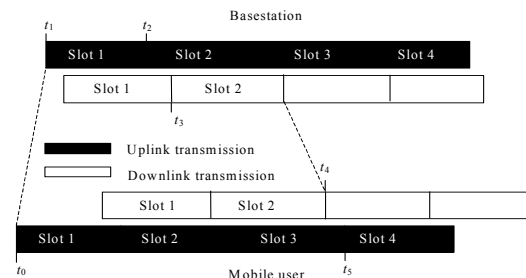 Basestation
t1 t2
Slot 1 Slot 2 Slot 3 Slot 4
Slot 1 Slot 2
t3
Uplink transmission
Downlink transmission
t4
Slot 1 Slot 2
Slot 1 Slot 2 Slot 3 Slot 4
t0 t5
Mobile user